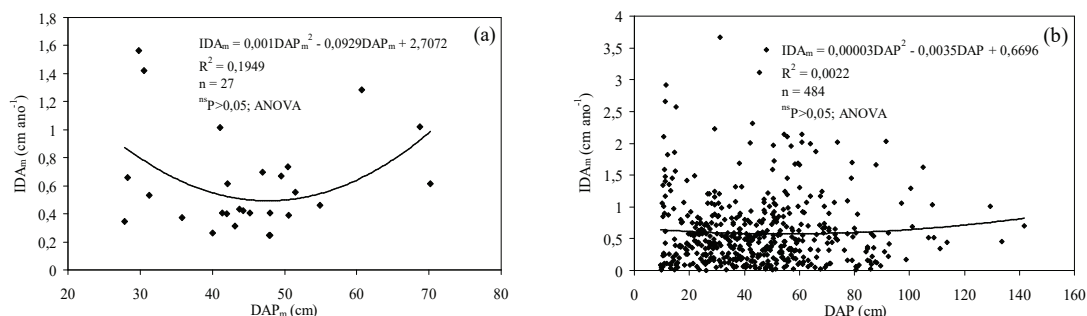 (a)
IDAₘ = 0,001DAPₘ² - 0,0929DAPₘ + 2,7072
R² = 0,1949
n = 27
ⁿˢP>0,05; ANOVA
1,8
1,6
1,4
1,2
1
0,8
0,6
0,4
0,2
0
IDAₘ (cm ano⁻¹)
20 30 40 50 60 70 80
DAPₘ (cm)
(b)
IDAₘ = 0,00003DAP² - 0,0035DAP + 0,6696
R² = 0,0022
n = 484
ⁿˢP>0,05; ANOVA
4
3,5
3
2,5
2
1,5
1
0,5
0
IDAₘ (cm ano⁻¹)
0 20 40 60 80 100 120 140 160
DAP (cm)